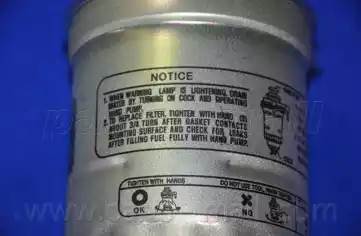 NOTICE
1. WHEN WARNING LAMP IS LIGHTENING, DRAIN
WATER BY TURNING ON COCK AND OPERATING
HAND PUMP.
2. TO REPLACE FILTER, TIGHTEN WITH HAND
ABOUT 3/4 TURN AFTER GASKET CONTACTS
MOUNTING SURFACE AND CHECK FOR LEAKS
AFTER FILLING FUEL FULLY WITH HAND PUMP.
TIGHTEN WITH HANDS
DO NOT USE TOOL
OK
NO